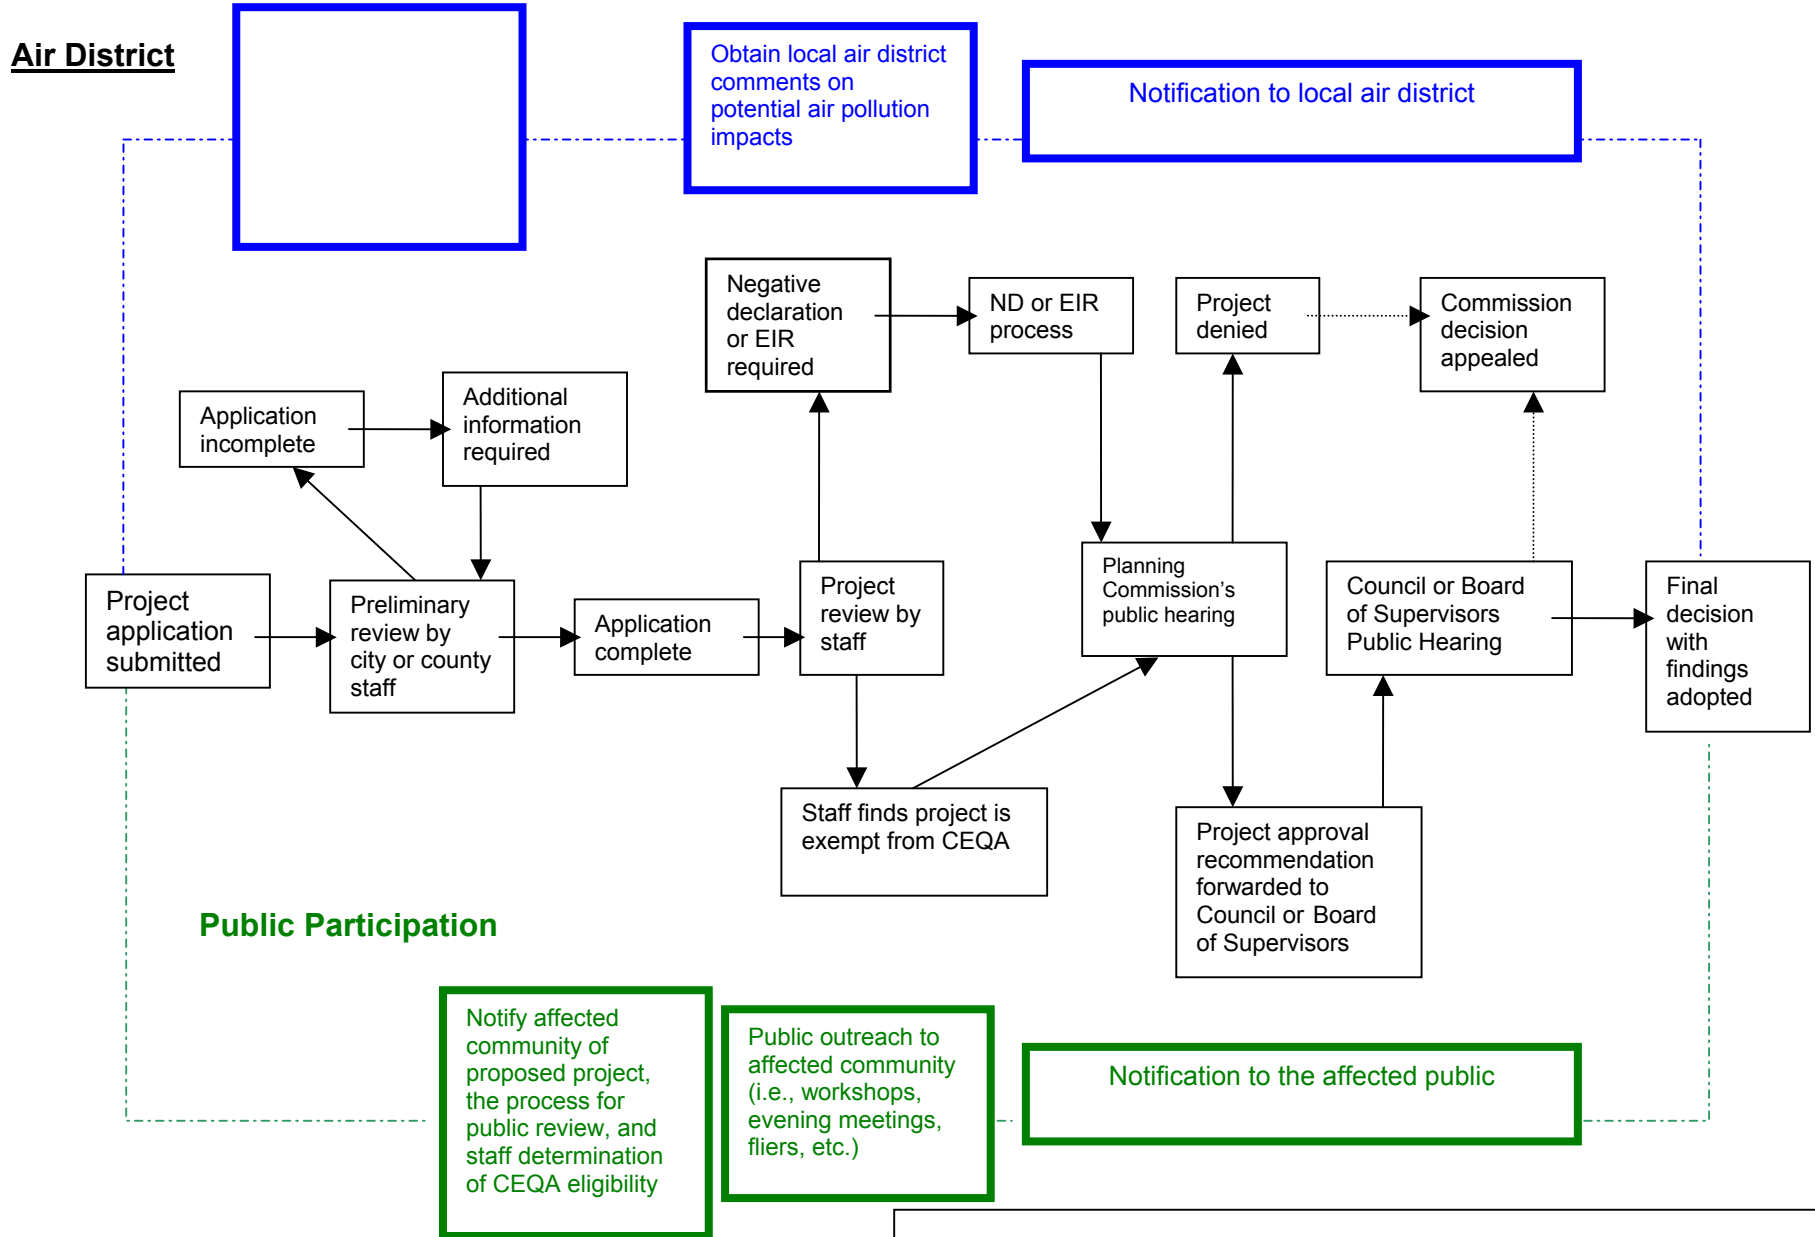 Air District
Obtain local air district
comments on
potential air pollution
impacts
Notification to local air district
Negative
declaration
or EIR
required
ND or EIR
process
Project
denied
Commission
decision
appealed
Application
incomplete
Additional
information
required
Project
application
submitted
Preliminary
review by
city or county
staff
Application
complete
Project
review by
staff
Planning
Commission’s
public hearing
Council or Board
of Supervisors
Public Hearing
Final
decision
with
findings
adopted
Staff finds project is
exempt from CEQA
Project approval
recommendation
forwarded to
Council or Board
of Supervisors
Public Participation
Notify affected
community of
proposed project,
the process for
public review, and
staff determination
of CEQA eligibility
Public outreach to
affected community
(i.e., workshops,
evening meetings,
fliers, etc.)
Notification to the affected public